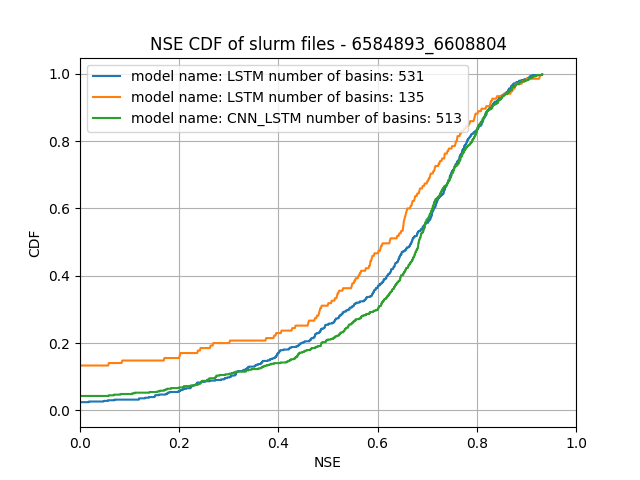 NSE CDF of slurm files - 6584893_6608804
model name: LSTM number of basins: 531
model name: LSTM number of basins: 135
model name: CNN_LSTM number of basins: 513
CDF
1.0
0.8
0.6
0.4
0.2
0.0
0.0 0.2 0.4 0.6 0.8 1.0
NSE